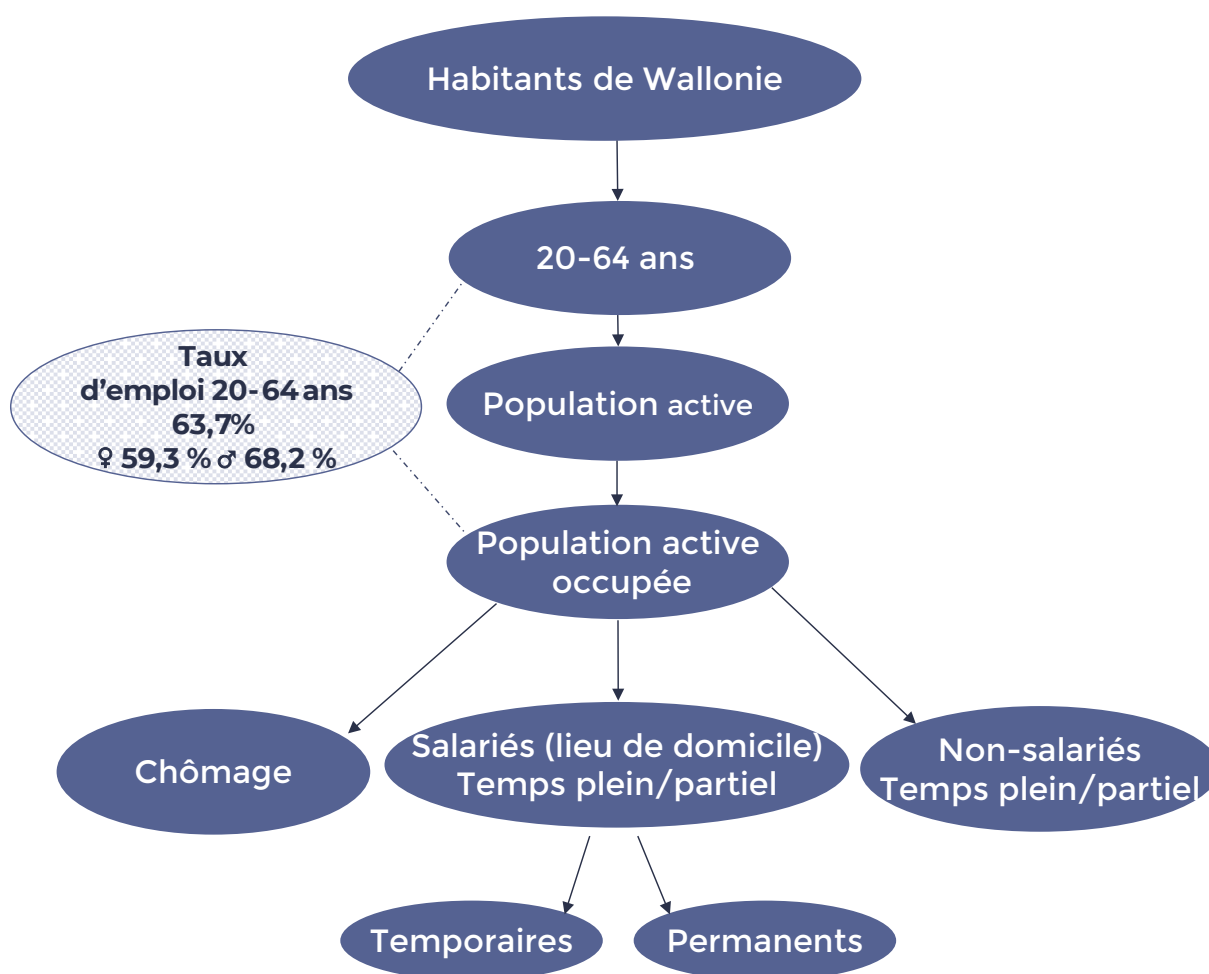 Habitants de Wallonie
20-64 ans
Taux
d’emploi 20-64 ans
63,7%
♀ 59,3 % ♂ 68,2 %
Population active
Population active
occupée
Chômage
Salariés (lieu de domicile)
Temps plein/partiel
Non-salariés
Temps plein/partiel
Temporaires
Permanents